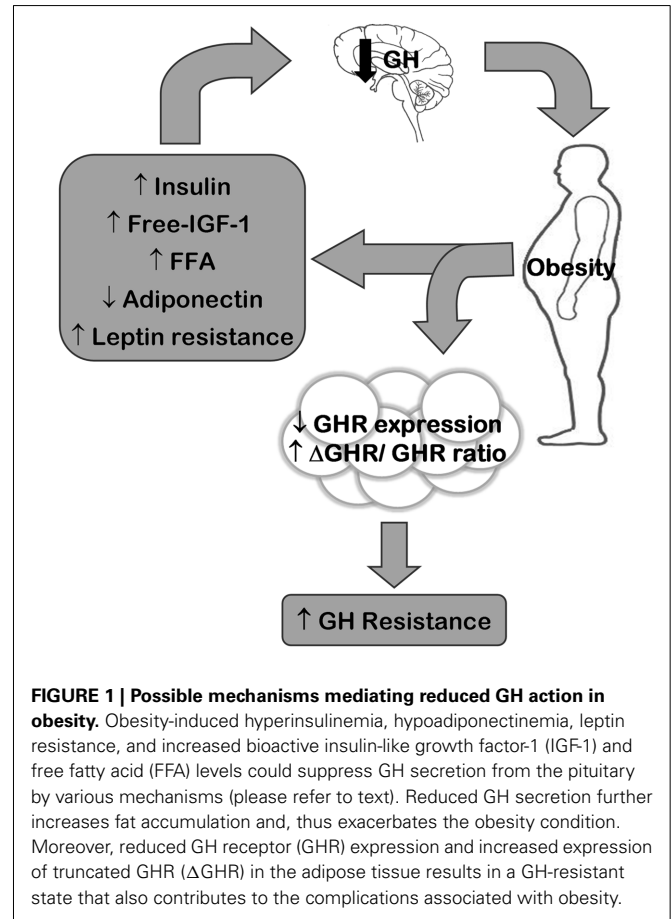 GH
↑ Insulin
↑ Free-IGF-1
↑ FFA
↓ Adiponectin
↑ Leptin resistance
Obesity
↓ GHR expression
↑ ΔGHR/ GHR ratio
↑ GH Resistance
FIGURE 1 | Possible mechanisms mediating reduced GH action in
obesity. Obesity-induced hyperinsulinemia, hypoadiponectinemia, leptin
resistance, and increased bioactive insulin-like growth factor-1 (IGF-1) and
free fatty acid (FFA) levels could suppress GH secretion from the pituitary
by various mechanisms (please refer to text). Reduced GH secretion further
increases fat accumulation and, thus exacerbates the obesity condition.
Moreover, reduced GH receptor (GHR) expression and increased expression
of truncated GHR (ΔGHR) in the adipose tissue results in a GH-resistant
state that also contributes to the complications associated with obesity.